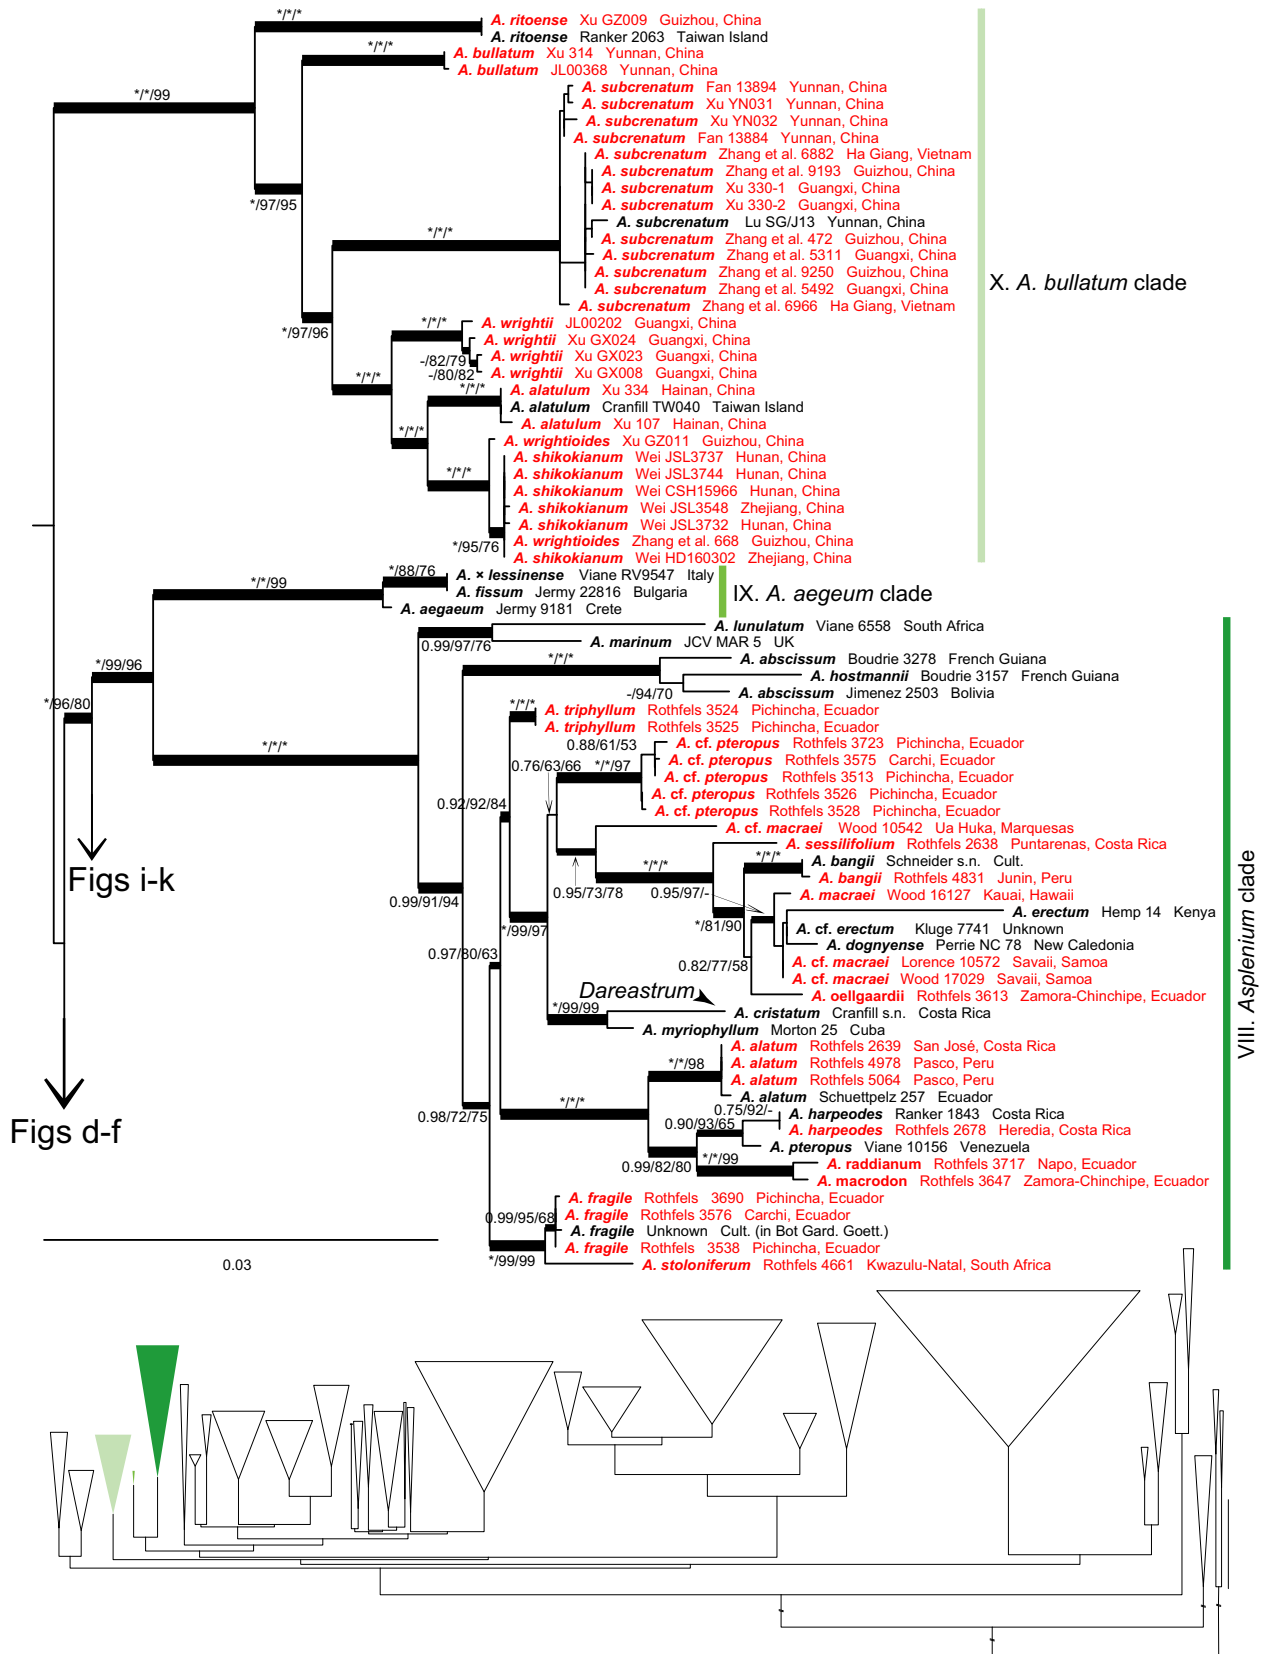 */*/*
A. ritoense Xu GZ009 Guizhou, China
A. ritoense Ranker 2063 Taiwan Island
*/*/*
A. bullatum Xu 314 Yunnan, China
A. bullatum JL00368 Yunnan, China
*/*/99
A. subcrenatum Fan 13894 Yunnan, China
A. subcrenatum Xu YN031 Yunnan, China
A. subcrenatum Xu YN032 Yunnan, China
A. subcrenatum Fan 13884 Yunnan, China
A. subcrenatum Zhang et al. 6882 Ha Giang, Vietnam
A. subcrenatum Zhang et al. 9193 Guizhou, China
A. subcrenatum Xu 330-1 Guangxi, China
*/97/95
A. subcrenatum Xu 330-2 Guangxi, China
A. subcrenatum Lu SG/J13 Yunnan, China
*/*/*
A. subcrenatum Zhang et al. 472 Guizhou, China
A. subcrenatum Zhang et al. 5311 Guangxi, China
A. subcrenatum Zhang et al. 9250 Guizhou, China
A. subcrenatum Zhang et al. 5492 Guangxi, China
X. A. bullatum clade
A. subcrenatum Zhang et al. 6966 Ha Giang, Vietnam
*/97/96
*/*/*
A. wrightii JL00202 Guangxi, China
A. wrightii Xu GX024 Guangxi, China
-/82/79
A. wrightii Xu GX023 Guangxi, China
-/80/82
A. wrightii Xu GX008 Guangxi, China
*/*/*
*/*/*
A. alatulum Xu 334 Hainan, China
A. alatulum Cranfill TW040 Taiwan Island
A. alatulum Xu 107 Hainan, China
*/*/*
A. wrightioides Xu GZ011 Guizhou, China
A. shikokianum Wei JSL3737 Hunan, China
*/*/*
A. shikokianum Wei JSL3744 Hunan, China
A. shikokianum Wei CSH15966 Hunan, China
A. shikokianum Wei JSL3548 Zhejiang, China
A. shikokianum Wei JSL3732 Hunan, China
*/95/76
A. wrightioides Zhang et al. 668 Guizhou, China
A. shikokianum Wei HD160302 Zhejiang, China
*/*/99
*/88/76
A. × lessinense Viane RV9547 Italy
A. fissum Jermy 22816 Bulgaria
A. aegaeum Jermy 9181 Crete
IX. A. aegeum clade
A. lunulatum Viane 6558 South Africa
0.99/97/76
A. marinum JCV MAR 5 UK
*/99/96
*/*/*
A. abscissum Boudrie 3278 French Guiana
A. hostmannii Boudrie 3157 French Guiana
-/94/70
A. abscissum Jimenez 2503 Bolivia
*/96/80
*/*/*
A. triphyllum Rothfels 3524 Pichincha, Ecuador
A. triphyllum Rothfels 3525 Pichincha, Ecuador
*/*/*
0.88/61/53
A. cf. pteropus Rothfels 3723 Pichincha, Ecuador
0.76/63/66
*/*/97
A. cf. pteropus Rothfels 3575 Carchi, Ecuador
A. cf. pteropus Rothfels 3513 Pichincha, Ecuador
A. cf. pteropus Rothfels 3526 Pichincha, Ecuador
0.92/92/84
A. cf. pteropus Rothfels 3528 Pichincha, Ecuador
A. cf. macraei Wood 10542 Ua Huka, Marquesas
A. sessilifolium Rothfels 2638 Puntarenas, Costa Rica
*/*/*
*/*/*
A. bangii Schneider s.n. Cult.
A. bangii Rothfels 4831 Junin, Peru
Figs i-k
0.99/91/94
0.95/73/78
0.95/97/-
A. macraei Wood 16127 Kauai, Hawaii
A. erectum Hemp 14 Kenya
*/99/97
*/81/90
A. cf. erectum Kluge 7741 Unknown
A. dognyense Perrie NC 78 New Caledonia
0.97/80/63
A. cf. macraei Lorence 10572 Savaii, Samoa
0.82/77/58
A. cf. macraei Wood 17029 Savaii, Samoa
A. oellgaardii Rothfels 3613 Zamora-Chinchipe, Ecuador
Dareastrum
*/99/99
A. cristatum Cranfill s.n. Costa Rica
A. myriophyllum Morton 25 Cuba
VIII. Asplenium clade
A. alatum Rothfels 2639 San José, Costa Rica
*/*/98
A. alatum Rothfels 4978 Pasco, Peru
A. alatum Rothfels 5064 Pasco, Peru
A. alatum Schuettpelz 257 Ecuador
Figs d-f
0.98/72/75
*/*/*
0.75/92/-
A. harpeodes Ranker 1843 Costa Rica
0.90/93/65
A. harpeodes Rothfels 2678 Heredia, Costa Rica
A. pteropus Viane 10156 Venezuela
0.99/82/80
*/*/99
A. raddianum Rothfels 3717 Napo, Ecuador
A. macrodon Rothfels 3647 Zamora-Chinchipe, Ecuador
A. fragile Rothfels 3690 Pichincha, Ecuador
0.99/95/68
A. fragile Rothfels 3576 Carchi, Ecuador
A. fragile Unknown Cult. (in Bot Gard. Goett.)
A. fragile Rothfels 3538 Pichincha, Ecuador
*/99/99
A. stoloniferum Rothfels 4661 Kwazulu-Natal, South Africa
0.03